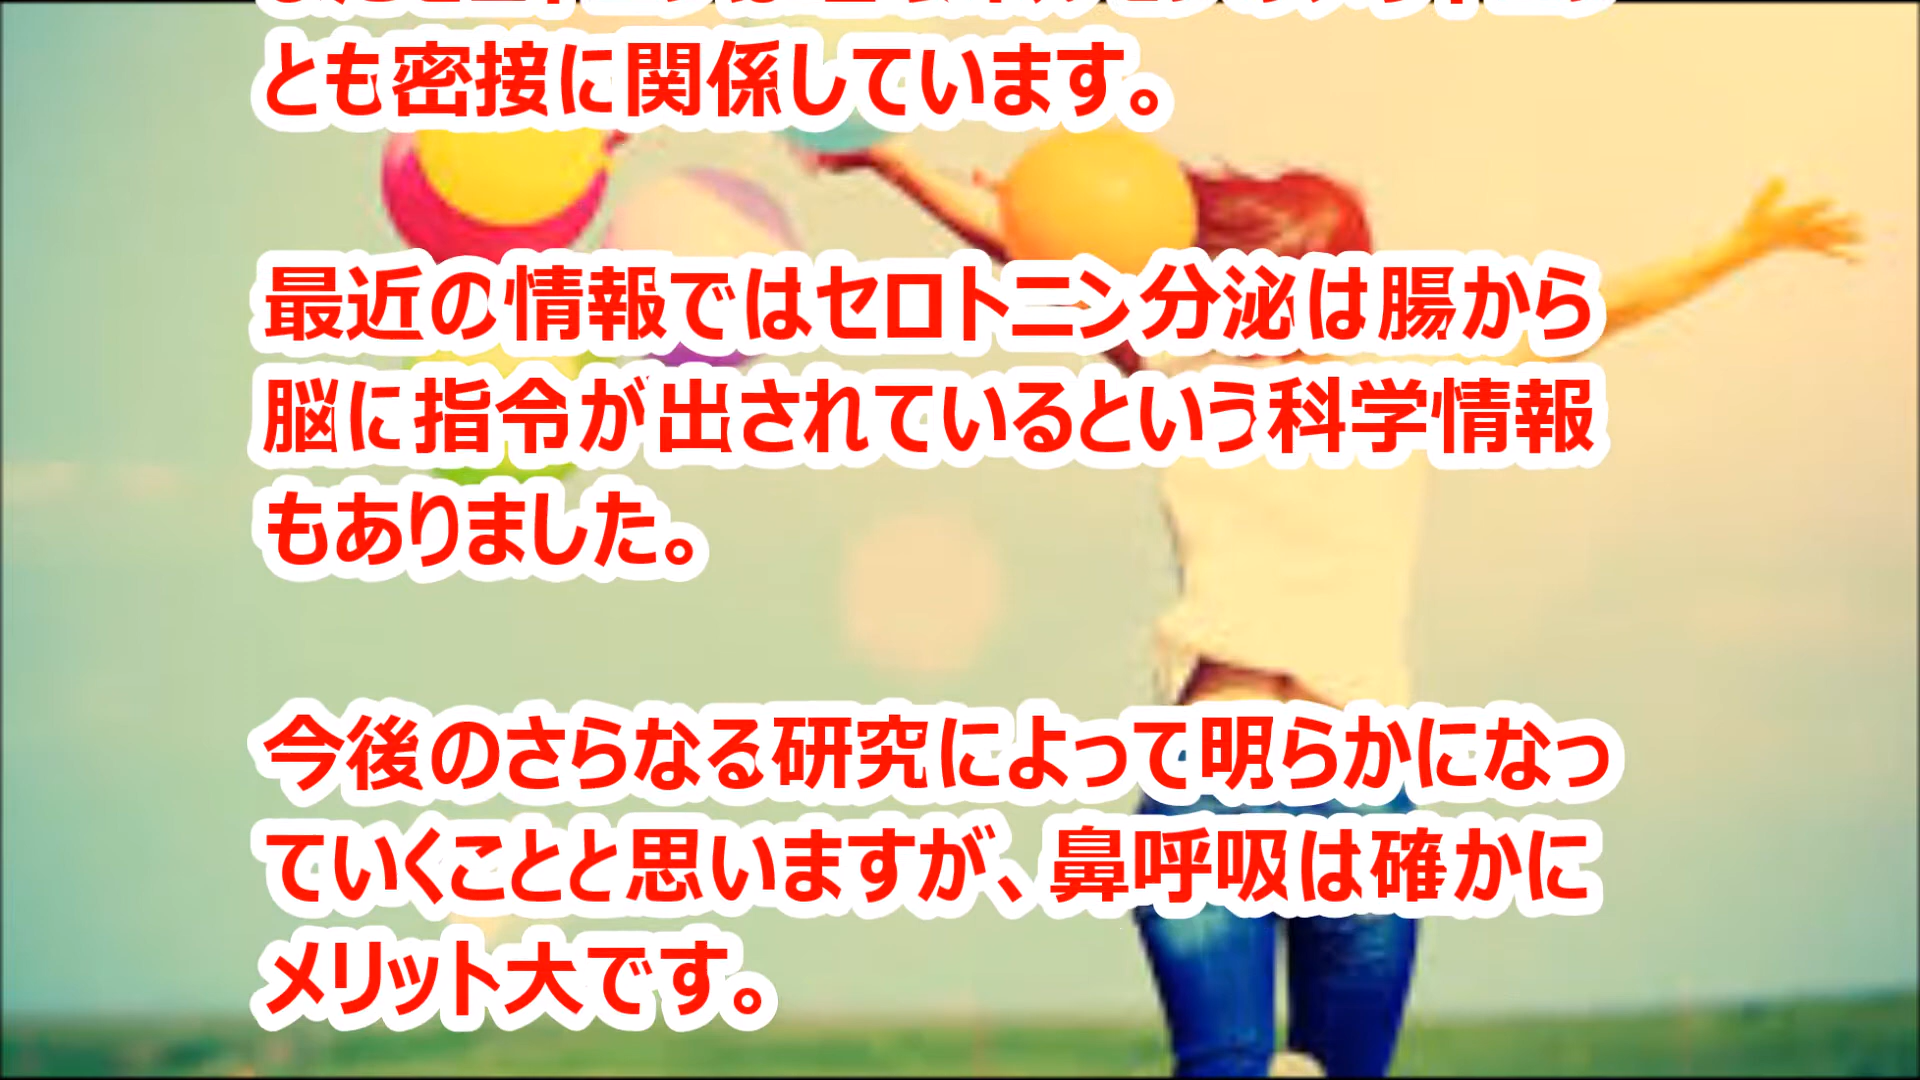 とも密接に関係しています。
最近の情報ではセロトニン分泌は腸から
脳に指令が出されているという科学情報
もありました。
今後のさらなる研究によって明らかになっ
ていくことと思いますが、鼻呼吸は確かに
メリット大です。